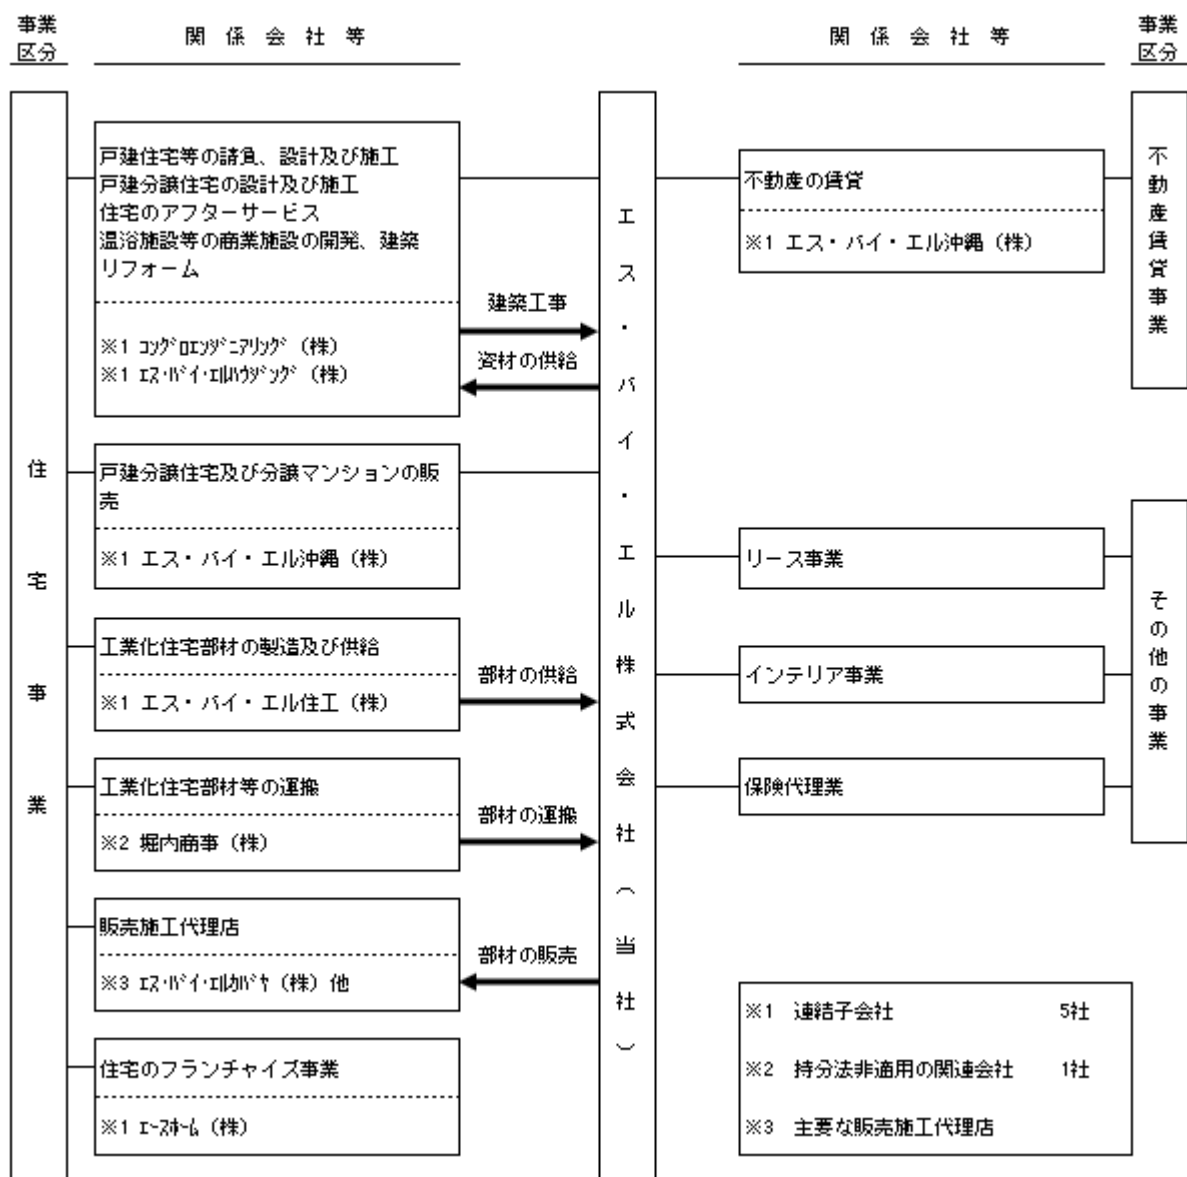 事業
区分
関係会社等
関係会社等
事業
区分
住宅事業
戸建住宅等の請負、設計及び施工
戸建分譲住宅の設計及び施工
住宅のアフターサービス
温浴施設等の商業施設の開発、建築
リフォーム
※1 ｺﾝｸﾞﾛｴﾝｼﾞﾆｱﾘﾝｸﾞ（株）
※1 ｴｽ･ﾊﾞｲ･ｴﾙﾊｳｼﾞﾝｸﾞ（株）
建築工事
資材の供給
戸建分譲住宅及び分譲マンションの販
売
※1 エス・バイ・エル沖縄（株）
工業化住宅部材の製造及び供給
※1 エス・バイ・エル住工（株）
部材の供給
工業化住宅部材等の運搬
※2 堀内商事（株）
部材の運搬
販売施工代理店
※3 ｴｽ･ﾊﾞｲ･ｴﾙｶﾊﾞﾔ（株）他
部材の販売
住宅のフランチャイズ事業
※1 ｴｰｽﾎｰﾑ（株）
エス・バイ・エル株式会社（当社）
不動産の賃貸
※1 エス・バイ・エル沖縄（株）
不動産賃貸事業
リース事業
インテリア事業
保険代理業
その他の事業
※1 連結子会社 5社
※2 持分法非適用の関連会社 1社
※3 主要な販売施工代理店